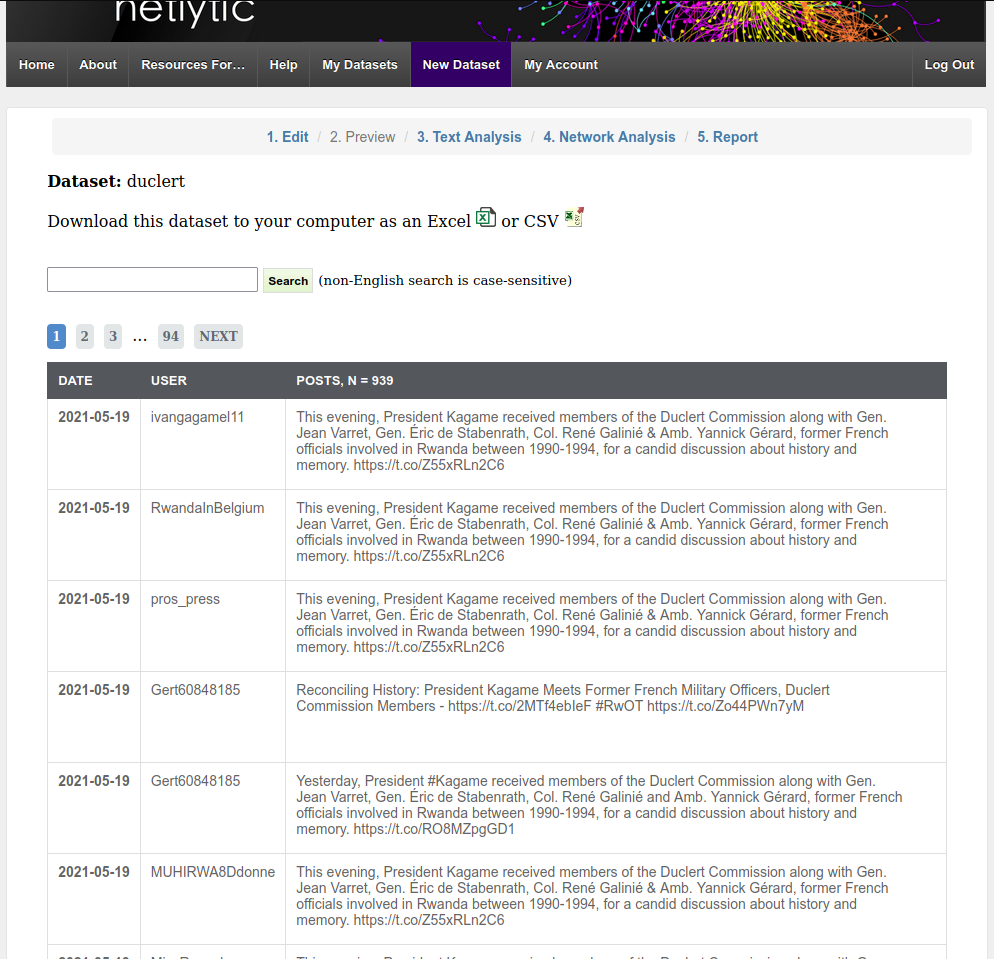 netlytic
Home About Resources For... Help My Datasets New Dataset My Account Log Out
1. Edit / 2. Preview / 3. Text Analysis / 4. Network Analysis / 5. Report
Dataset: duclert
Download this dataset to your computer as an Excel or CSV
Search (non-English search is case-sensitive)
1 2 3 ... 94 NEXT
DATE USER POSTS, N = 939
2021-05-19 ivangagamel11 This evening, President Kagame received members of the Duclert Commission along with Gen.
Jean Varret, Gen. Éric de Stabenrath, Col. René Galinié & Amb. Yannick Gérard, former French
officials involved in Rwanda between 1990-1994, for a candid discussion about history and
memory. https://t.co/Z55xRLn2C6
2021-05-19 RwandaInBelgium This evening, President Kagame received members of the Duclert Commission along with Gen.
Jean Varret, Gen. Éric de Stabenrath, Col. René Galinié & Amb. Yannick Gérard, former French
officials involved in Rwanda between 1990-1994, for a candid discussion about history and
memory. https://t.co/Z55xRLn2C6
2021-05-19 pros_press This evening, President Kagame received members of the Duclert Commission along with Gen.
Jean Varret, Gen. Éric de Stabenrath, Col. René Galinié & Amb. Yannick Gérard, former French
officials involved in Rwanda between 1990-1994, for a candid discussion about history and
memory. https://t.co/Z55xRLn2C6
2021-05-19 Gert60848185 Reconciling History: President Kagame Meets Former French Military Officers, Duclert
Commission Members - https://t.co/2MTf4ebIeF #RwOT https://t.co/Zo44PWn7yM
2021-05-19 Gert60848185 Yesterday, President #Kagame received members of the Duclert Commission along with Gen.
Jean Varret, Gen. Éric de Stabenrath, Col. René Galinié and Amb. Yannick Gérard, former French
officials involved in Rwanda between 1990-1994, for a candid discussion about history and
memory. https://t.co/RO8MZpgGD1
2021-05-19 MUHIRWA8Ddonne This evening, President Kagame received members of the Duclert Commission along with Gen.
Jean Varret, Gen. Éric de Stabenrath, Col. René Galinié & Amb. Yannick Gérard, former French
officials involved in Rwanda between 1990-1994, for a candid discussion about history and
memory. https://t.co/Z55xRLn2C6